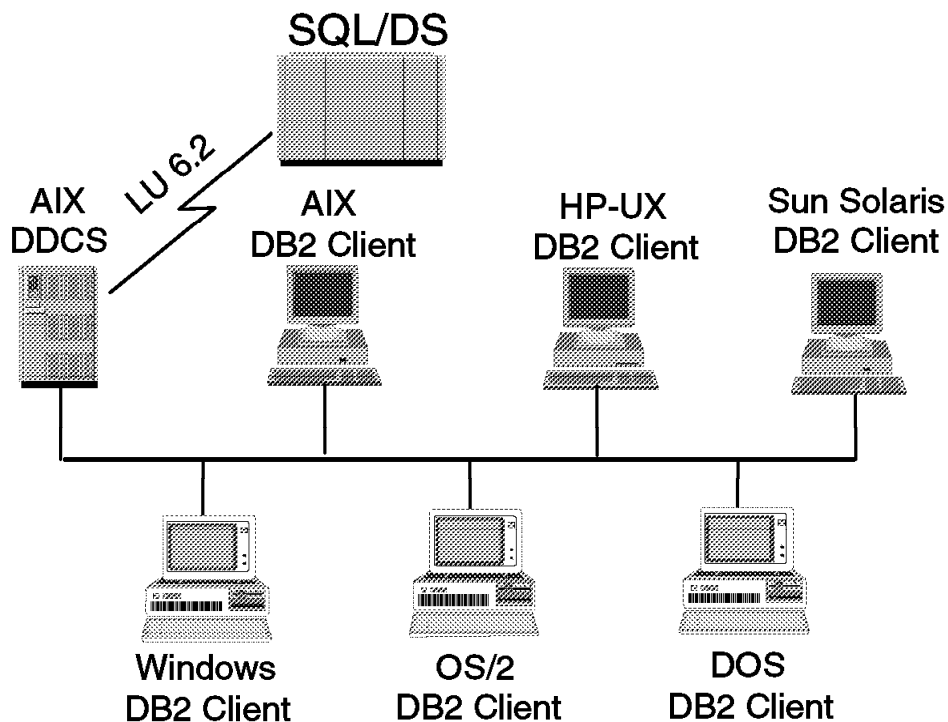 SQL/DS
LU 6.2
AIX
DDCS
AIX
DB2 Client
HP-UX
DB2 Client
Sun Solaris
DB2 Client
Windows
DB2 Client
OS/2
DB2 Client
DOS
DB2 Client